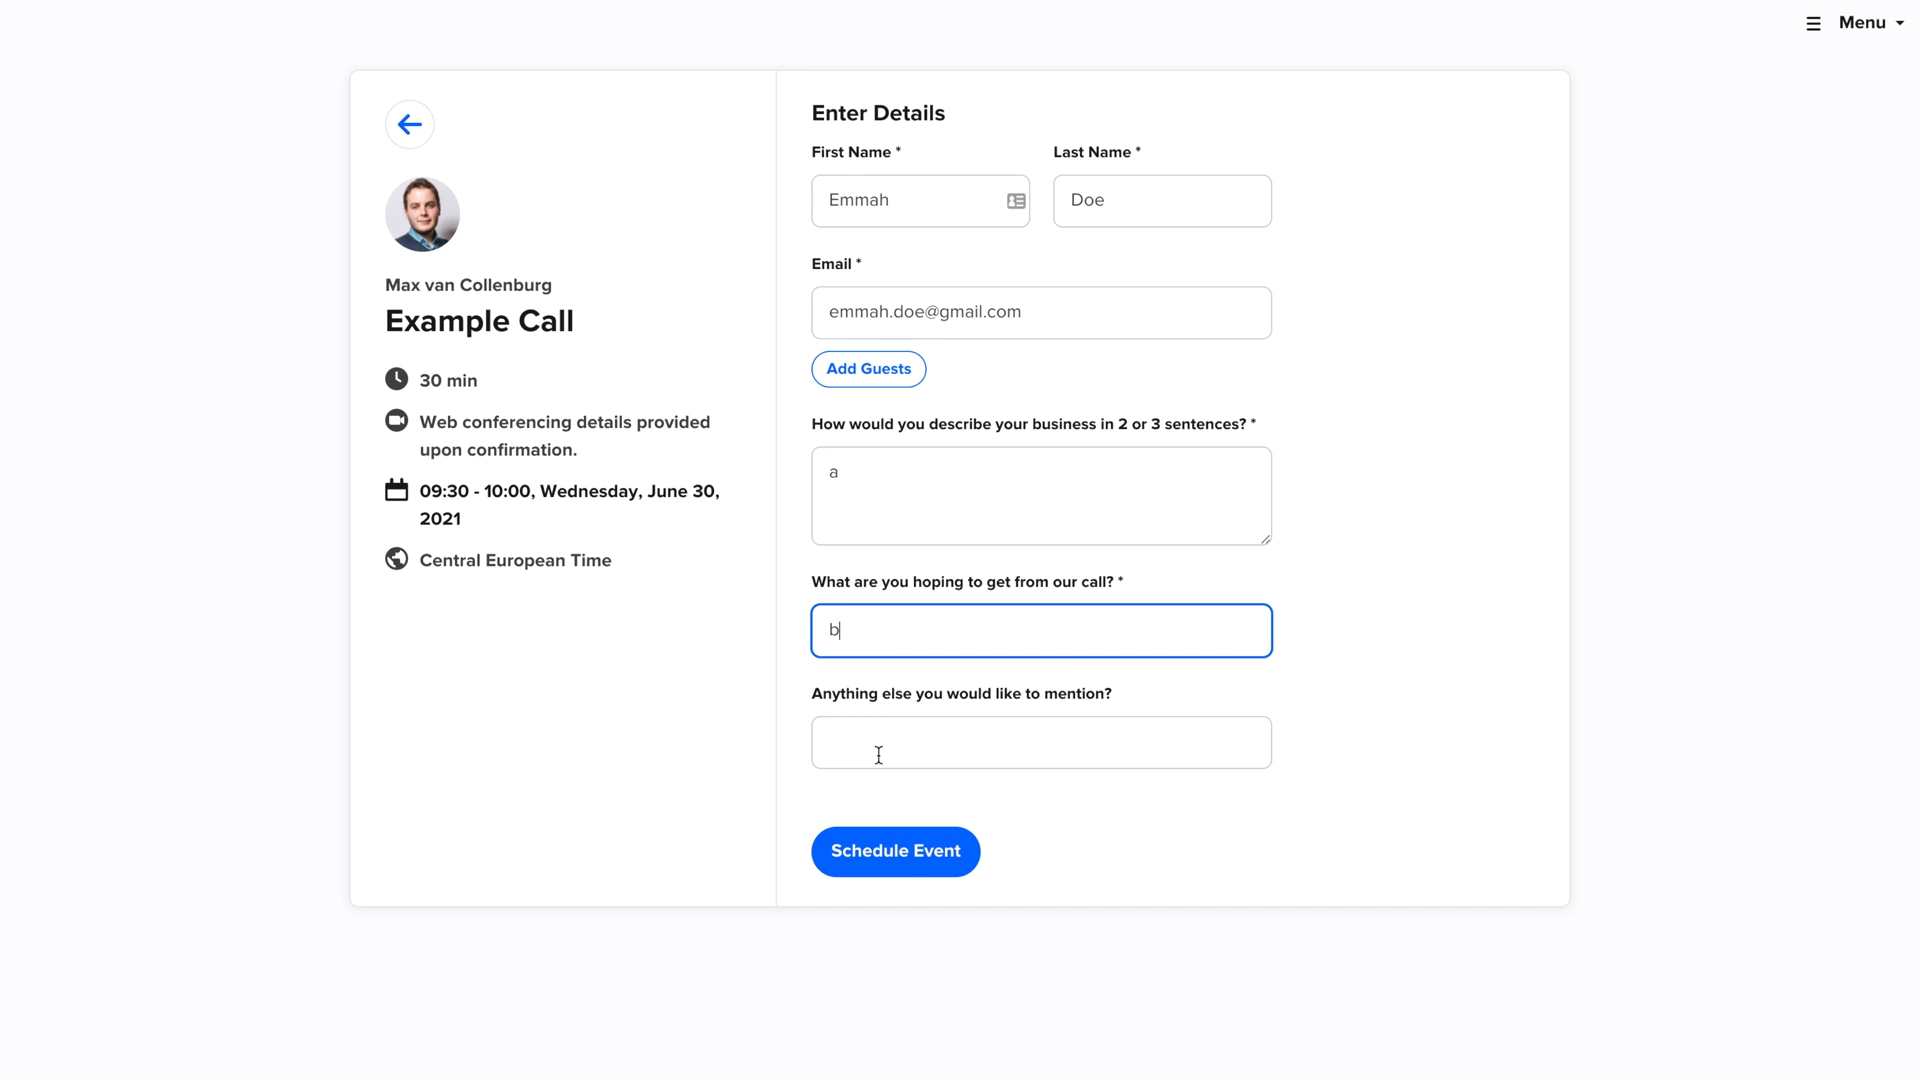 Menu
Max van Collenburg
Example Call
30 min
Web conferencing details provided
upon confirmation.
09:30 - 10:00, Wednesday, June 30,
2021
Central European Time
Enter Details
First Name * Last Name *
Emmah Doe
Email *
emmah.doe@gmail.com
Add Guests
How would you describe your business in 2 or 3 sentences? *
a
What are you hoping to get from our call? *
b
Anything else you would like to mention?
Schedule Event